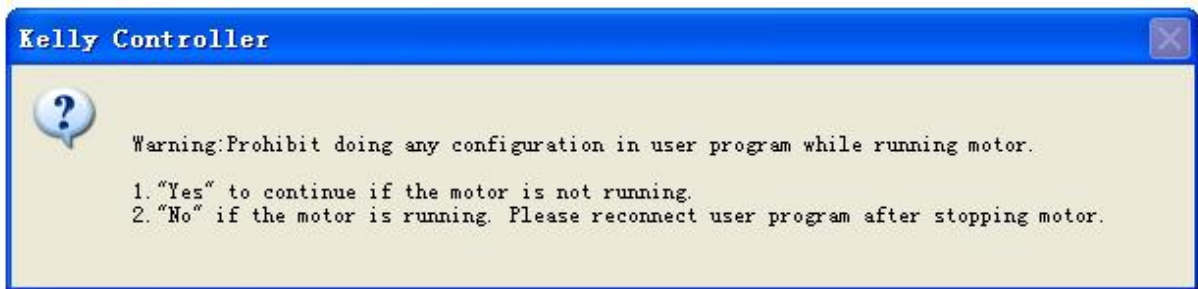 Kelly Controller
Warning:Prohibit doing any configuration in user program while running motor.
1."Yes" to continue if the motor is not running.
2."No" if the motor is running. Please reconnect user program after stopping motor.